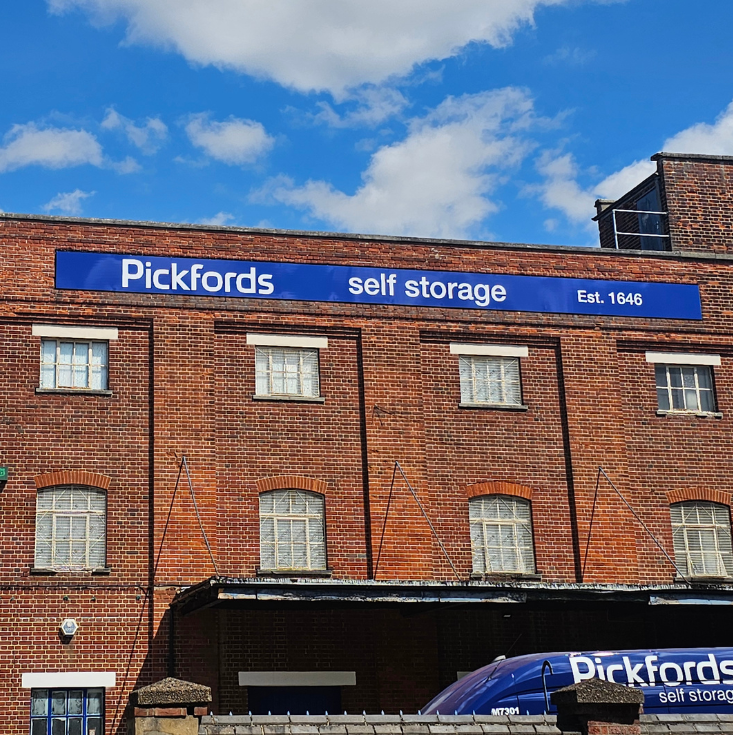 Pickfords self storage Est. 1646
Pickfords
self storag
M7301